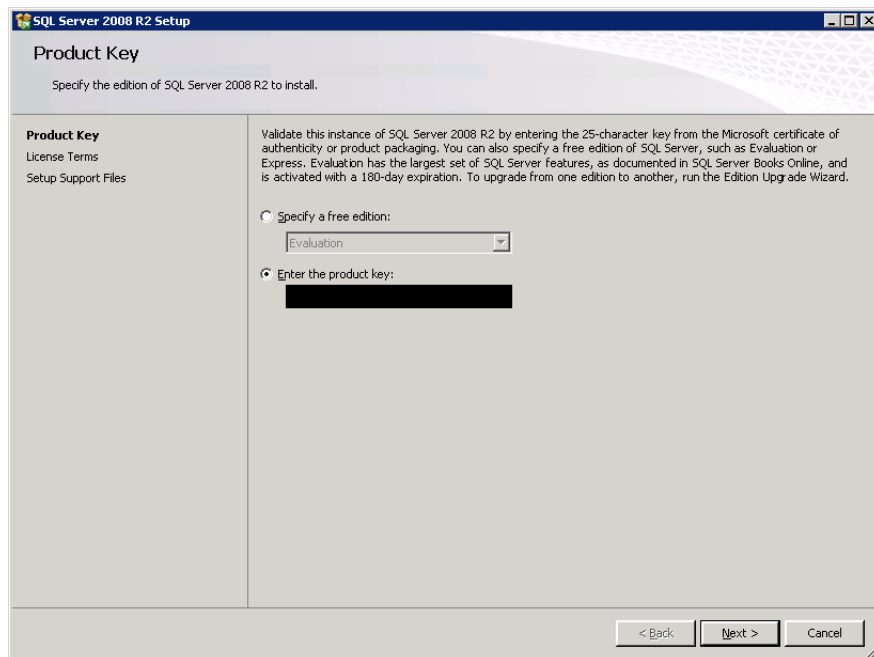 SQL Server 2008 R2 Setup
Product Key
Specify the edition of SQL Server 2008 R2 to install.
Product Key
License Terms
Setup Support Files
Validate this instance of SQL Server 2008 R2 by entering the 25-character key from the Microsoft certificate of
authenticity or product packaging. You can also specify a free edition of SQL Server, such as Evaluation or
Express. Evaluation has the largest set of SQL Server features, as documented in SQL Server Books Online, and
is activated with a 180-day expiration. To upgrade from one edition to another, run the Edition Upgrade Wizard.
Specify a free edition:
Evaluation
Enter the product key:
< Back
Next >
Cancel